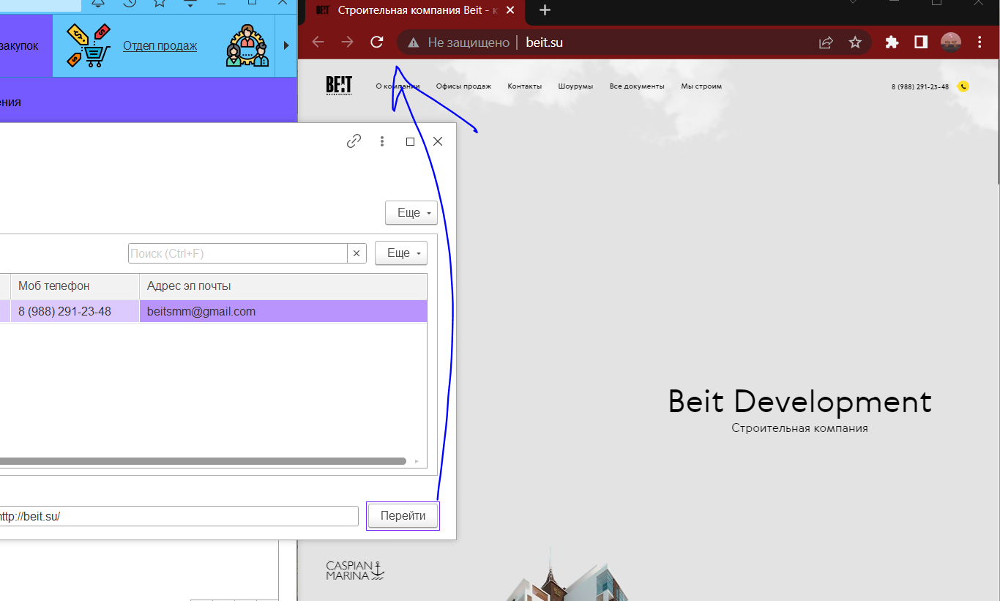 Строительная компания Beit - к
Не защищено
beit.su
закупок
Отдел продаж
ения
BEIT
DEVELOPMENT
О компании
Офисы продаж
Контакты
Шоурумы
Все документы
Мы строим
8 (988) 291-23-48
Еще
Поиск (Ctrl+F)
Еще
Моб телефон
Адрес эл почты
8 (988) 291-23-48
beitsmm@gmail.com
http://beit.su/
Перейти
Beit Development
Строительная компания
CASPIAN
MARINA